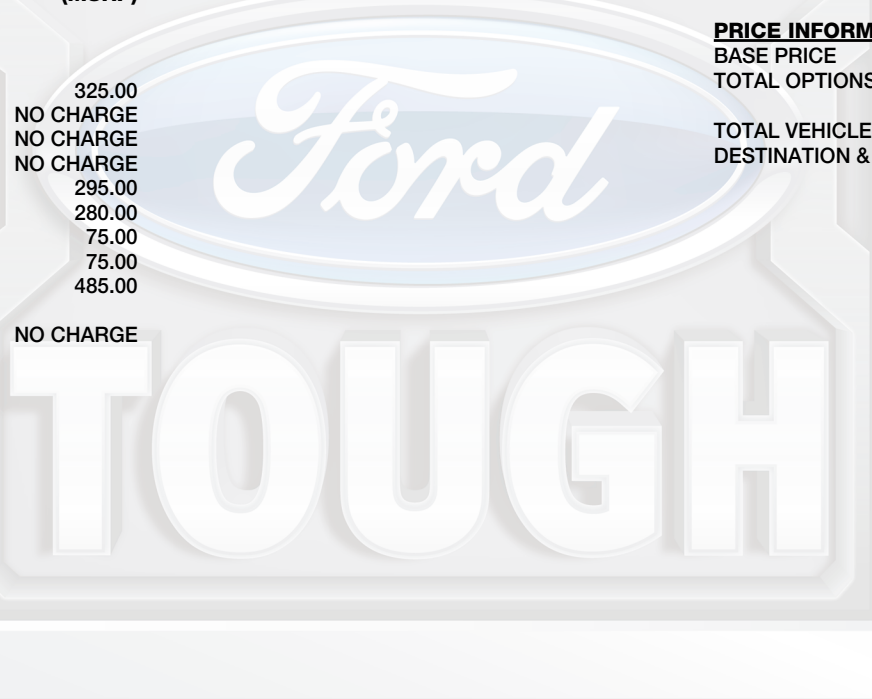 325.00
NO CHARGE
NO CHARGE
NO CHARGE
295.00
280.00
75.00
75.00
485.00
NO CHARGE
PRICE INFORM
BASE PRICE
TOTAL OPTIONS
TOTAL VEHICLE
DESTINATION &
Ford
TOUGH